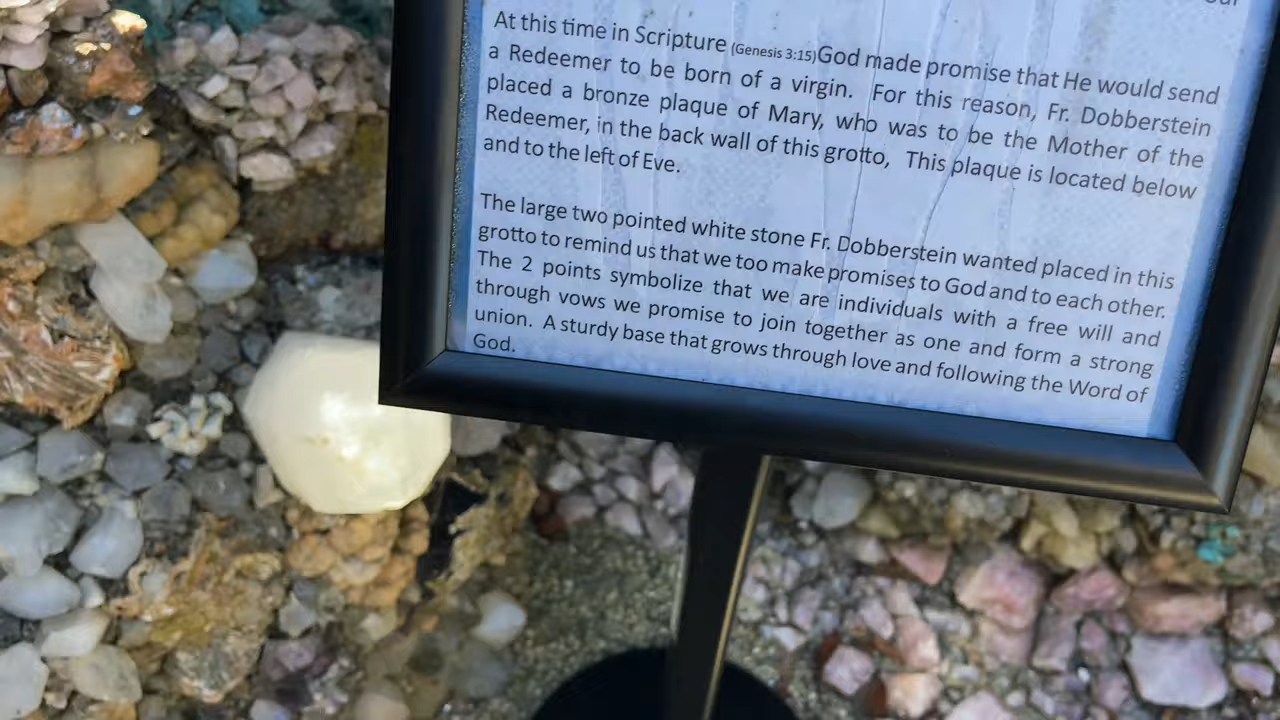 At this time in Scripture (Genesis 3:15)God made promise that He would send
a Redeemer to be born of a virgin. For this reason, Fr. Dobberstein
placed a bronze plaque of Mary, who was to be the Mother of the
Redeemer, in the back wall of this grotto, This plaque is located below
and to the left of Eve.
The large two pointed white stone Fr. Dobberstein wanted placed in this
grotto to remind us that we too make promises to God and to each other.
The 2 points symbolize that we are individuals with a free will and
through vows we promise to join together as one and form a strong
union. A sturdy base that grows through love and following the Word of
God.